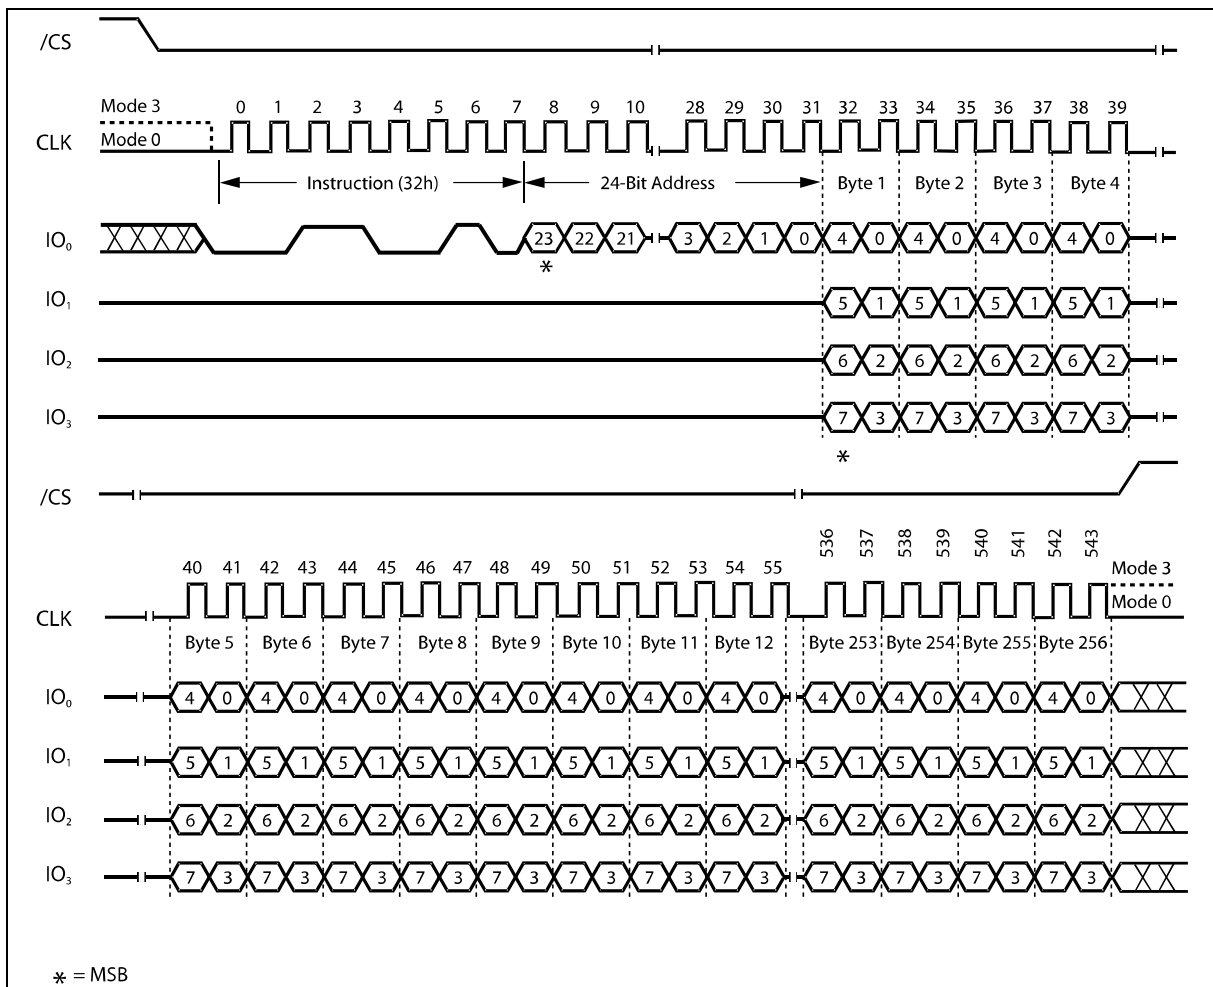 /CS
Mode 3
0 1 2 3 4 5 6 7 8 9 10 28 29 30 31 32 33 34 35 36 37 38 39
CLK
Mode 0
Instruction (32h) 24-Bit Address Byte 1 Byte 2 Byte 3 Byte 4
IO₀ 23 22 21 3 2 1 0 4 0 4 0 4 0 4 0
*
IO₁ 5 1 5 1 5 1 5 1
IO₂ 6 2 6 2 6 2 6 2
IO₃ 7 3 7 3 7 3 7 3
*
/CS
40 41 42 43 44 45 46 47 48 49 50 51 52 53 54 55 536 537 538 539 540 541 542 543
Mode 3
CLK
Mode 0
Byte 5 Byte 6 Byte 7 Byte 8 Byte 9 Byte 10 Byte 11 Byte 12 Byte 253 Byte 254 Byte 255 Byte 256
IO₀ 4 0 4 0 4 0 4 0 4 0 4 0 4 0 4 0 4 0 4 0 4 0 4 0
IO₁ 5 1 5 1 5 1 5 1 5 1 5 1 5 1 5 1 5 1 5 1 5 1 5 1
IO₂ 6 2 6 2 6 2 6 2 6 2 6 2 6 2 6 2 6 2 6 2 6 2 6 2
IO₃ 7 3 7 3 7 3 7 3 7 3 7 3 7 3 7 3 7 3 7 3 7 3 7 3
* = MSB